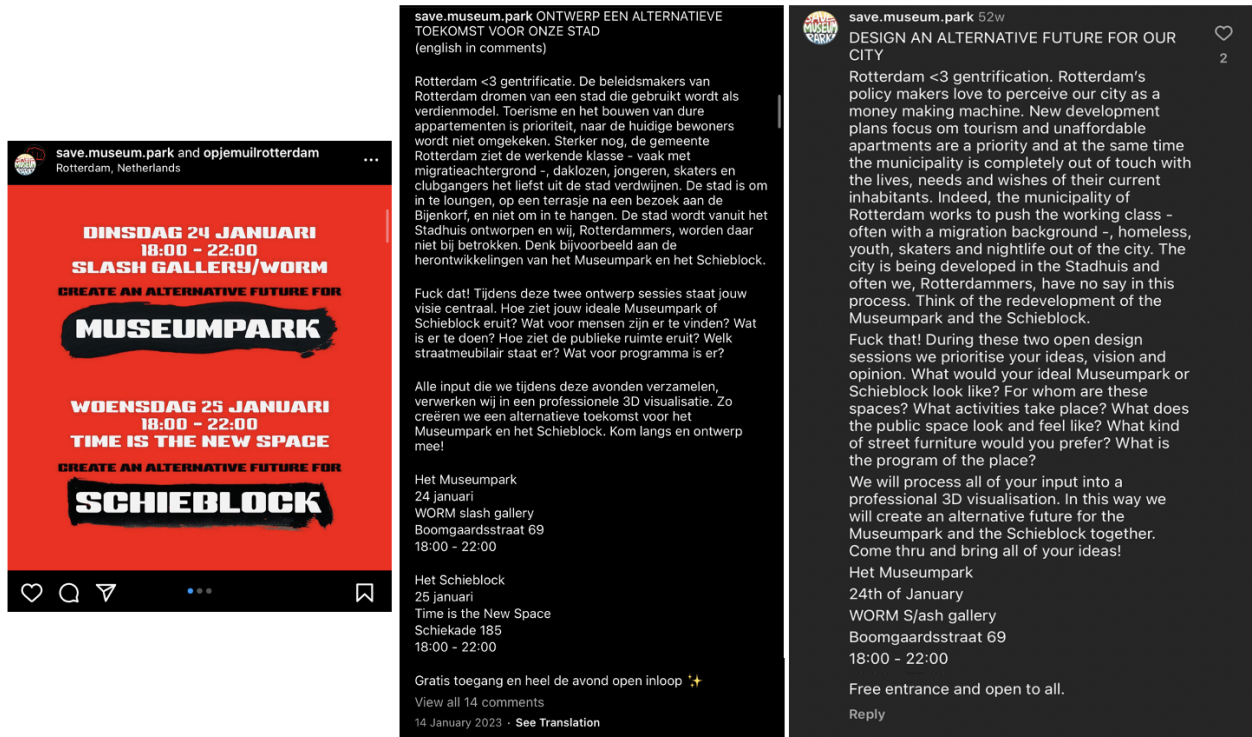 save.museum.park and opjemuilrotterdam
Rotterdam, Netherlands
DINSDAG 24 JANUARI
18:00 - 22:00
SLASH GALLERY/WORM
CREATE AN ALTERNATIVE FUTURE FOR
MUSEUMPARK
WOENSDAG 25 JANUARI
18:00 - 22:00
TIME IS THE NEW SPACE
CREATE AN ALTERNATIVE FUTURE FOR
SCHIEBLOCK
save.museum.park ONTWERP EEN ALTERNATIEVE
TOEKOMST VOOR ONZE STAD
(english in comments)
Rotterdam <3 gentrificatie. De beleidsmakers van
Rotterdam dromen van een stad die gebruikt wordt als
verdienmodel. Toerisme en het bouwen van dure
appartementen is prioriteit, naar de huidige bewoners
wordt niet omgekeken. Sterker nog, de gemeente
Rotterdam ziet de werkende klasse - vaak met
migratieachtergrond -, daklozen, jongeren, skaters en
clubgangers het liefst uit de stad verdwijnen. De stad is om
in te loungen, op een terrasje na een bezoek aan de
Bijenkorf, en niet om in te hangen. De stad wordt vanuit het
Stadhuis ontworpen en wij, Rotterdammers, worden daar
niet bij betrokken. Denk bijvoorbeeld aan de
herontwikkelingen van het Museumpark en het Schieblock.
Fuck dat! Tijdens deze twee ontwerp sessies staat jouw
visie centraal. Hoe ziet jouw ideale Museumpark of
Schieblock eruit? Wat voor mensen zijn er te vinden? Wat
is er te doen? Hoe ziet de publieke ruimte eruit? Welk
straatmeubilair staat er? Wat voor programma is er?
Alle input die we tijdens deze avonden verzamelen,
verwerken wij in een professionele 3D visualisatie. Zo
creëren we een alternatieve toekomst voor het
Museumpark en het Schieblock. Kom langs en ontwerp
mee!
Het Museumpark
24 januari
WORM slash gallery
Boomgaardsstraat 69
18:00 - 22:00
Het Schieblock
25 januari
Time is the New Space
Schiekade 185
18:00 - 22:00
Gratis toegang en heel de avond open inloop ✨
View all 14 comments
14 January 2023 · See Translation
SAVE MUSEUM PARK
save.museum.park 52w
2
DESIGN AN ALTERNATIVE FUTURE FOR OUR
CITY
Rotterdam <3 gentrification. Rotterdam's
policy makers love to perceive our city as a
money making machine. New development
plans focus om tourism and unaffordable
apartments are a priority and at the same time
the municipality is completely out of touch with
the lives, needs and wishes of their current
inhabitants. Indeed, the municipality of
Rotterdam works to push the working class -
often with a migration background -, homeless,
youth, skaters and nightlife out of the city. The
city is being developed in the Stadhuis and
often we, Rotterdammers, have no say in this
process. Think of the redevelopment of the
Museumpark and the Schieblock.
Fuck that! During these two open design
sessions we prioritise your ideas, vision and
opinion. What would your ideal Museumpark or
Schieblock look like? For whom are these
spaces? What activities take place? What does
the public space look and feel like? What kind
of street furniture would you prefer? What is
the program of the place?
We will process all of your input into a
professional 3D visualisation. In this way we
will create an alternative future for the
Museumpark and the Schieblock together.
Come thru and bring all of your ideas!
Het Museumpark
24th of January
WORM S/ash gallery
Boomgaardsstraat 69
18:00 - 22:00
Free entrance and open to all.
Reply